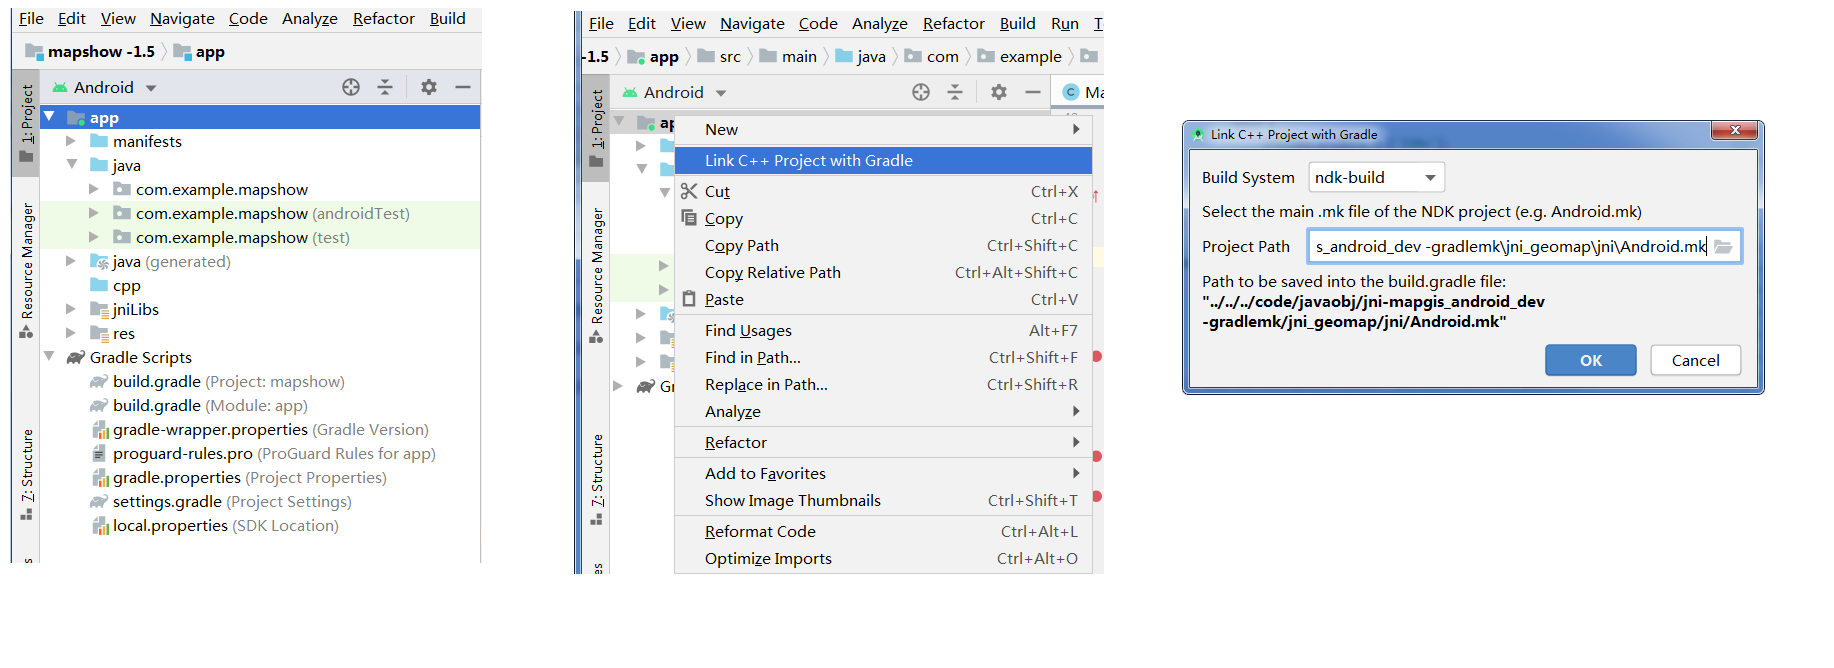 File Edit View Navigate Code Analyze Refactor Build
mapshow -1.5 app
1: Project
Resource Manager
7: Structure
Android
app
manifests
java
com.example.mapshow
com.example.mapshow (androidTest)
com.example.mapshow (test)
java (generated)
cpp
jniLibs
res
Gradle Scripts
build.gradle (Project: mapshow)
build.gradle (Module: app)
gradle-wrapper.properties (Gradle Version)
proguard-rules.pro (ProGuard Rules for app)
gradle.properties (Project Properties)
settings.gradle (Project Settings)
local.properties (SDK Location)
File Edit View Navigate Code Analyze Refactor Build Run
-1.5 app src main java com example
1: Project
Resource Manager
7: Structure
Android
C Ma
New
Link C++ Project with Gradle
Cut Ctrl+X
Copy Ctrl+C
Copy Path Ctrl+Shift+C
Copy Relative Path Ctrl+Alt+Shift+C
Paste Ctrl+V
Find Usages Alt+F7
Find in Path... Ctrl+Shift+F
Replace in Path... Ctrl+Shift+R
Analyze
Refactor
Add to Favorites
Show Image Thumbnails Ctrl+Shift+T
Reformat Code Ctrl+Alt+L
Optimize Imports Ctrl+Alt+O
Link C++ Project with Gradle
Build System ndk-build
Select the main .mk file of the NDK project (e.g. Android.mk)
Project Path s_android_dev -gradlemk\jni_geomap\jni\Android.mk
Path to be saved into the build.gradle file:
"../../../code/javaobj/jni-mapgis_android_dev
-gradlemk/jni_geomap/jni/Android.mk"
OK Cancel